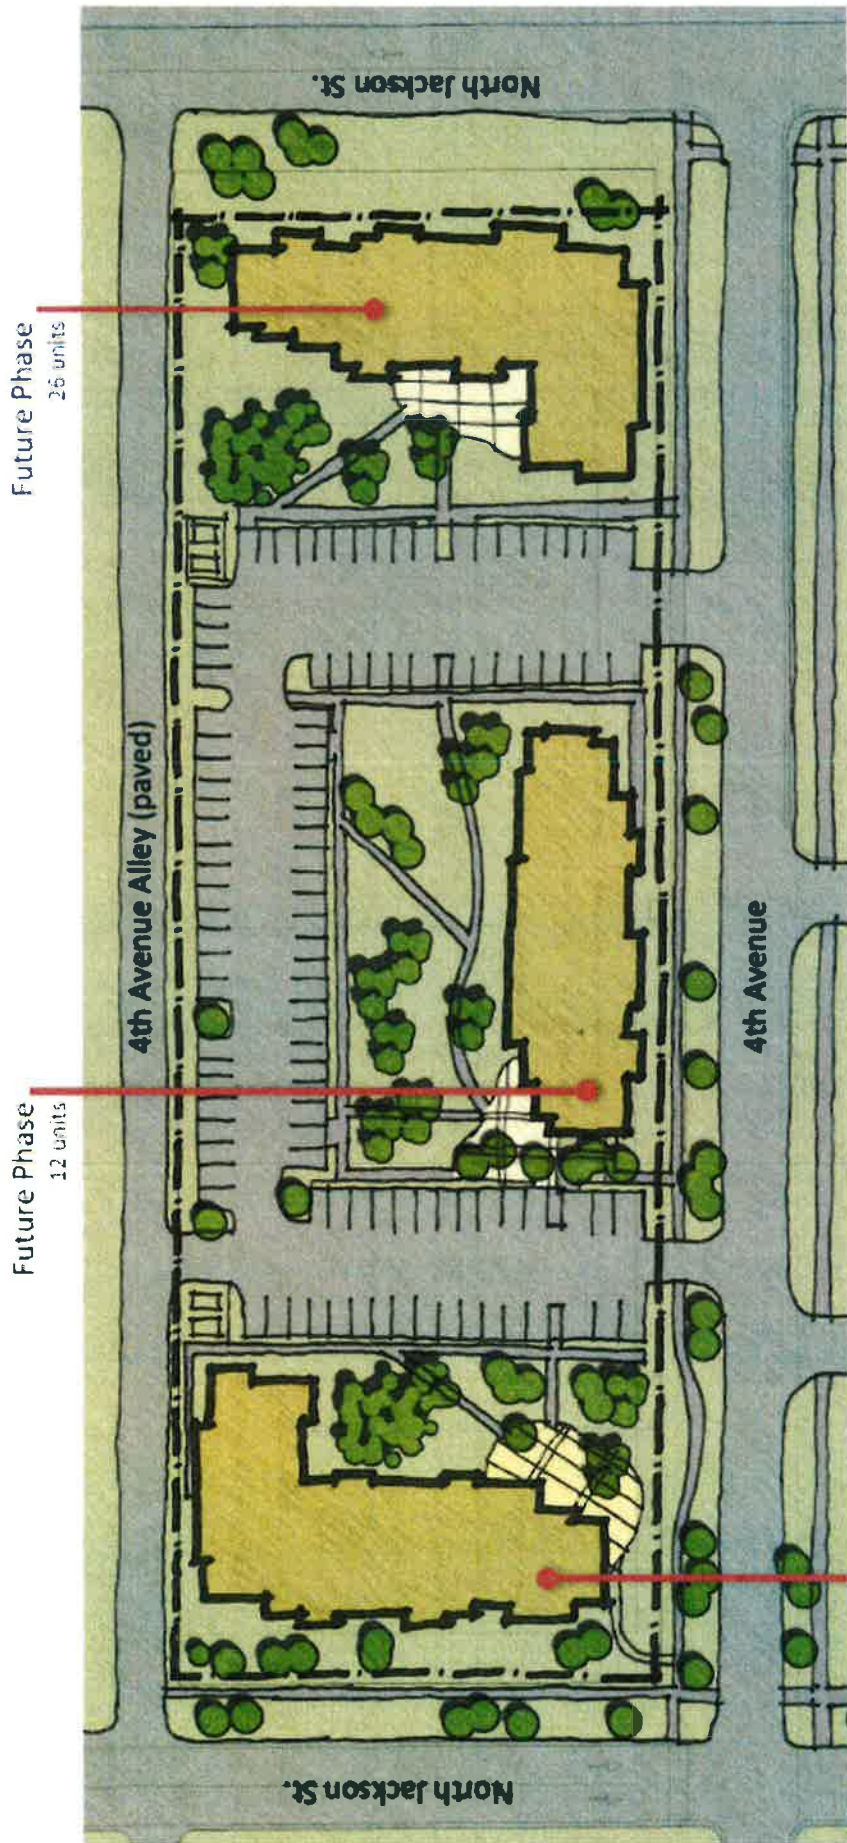 North Jackson St.
Future Phase
26 units
4th Avenue Alley (paved)
4th Avenue
Future Phase
12 units
North Jackson St.